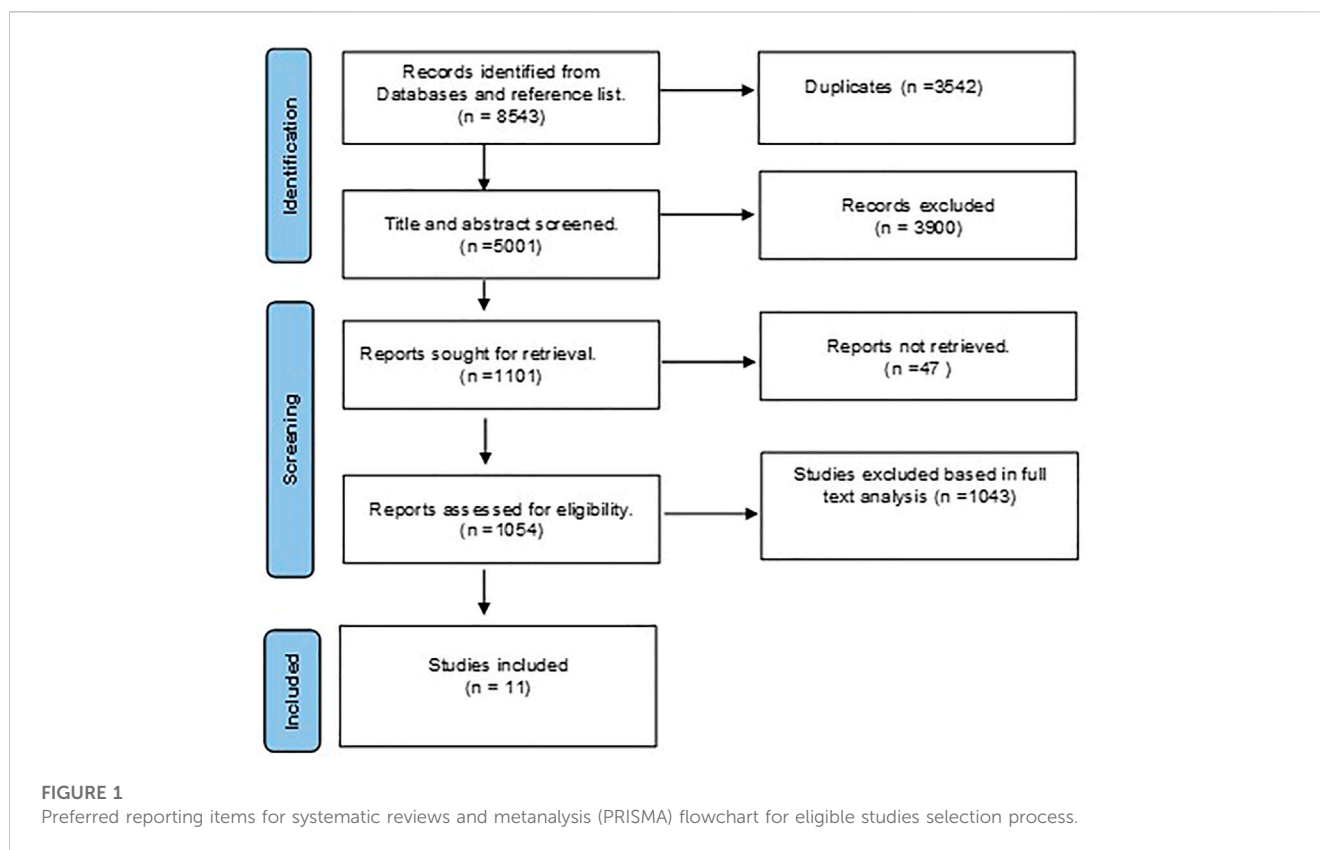 Identification
Records identified from
Databases and reference list.
(n = 8543)
Duplicates (n =3542)
Title and abstract screened.
(n =5001)
Records excluded
(n = 3900)
Screening
Reports sought for retrieval.
(n=1101)
Reports not retrieved.
(n =47 )
Reports assessed for eligibility.
(n =1054)
Studies excluded based in full
text analysis (n =1043)
Included
Studies included
(n = 11)
FIGURE 1
Preferred reporting items for systematic reviews and metanalysis (PRISMA) flowchart for eligible studies selection process.